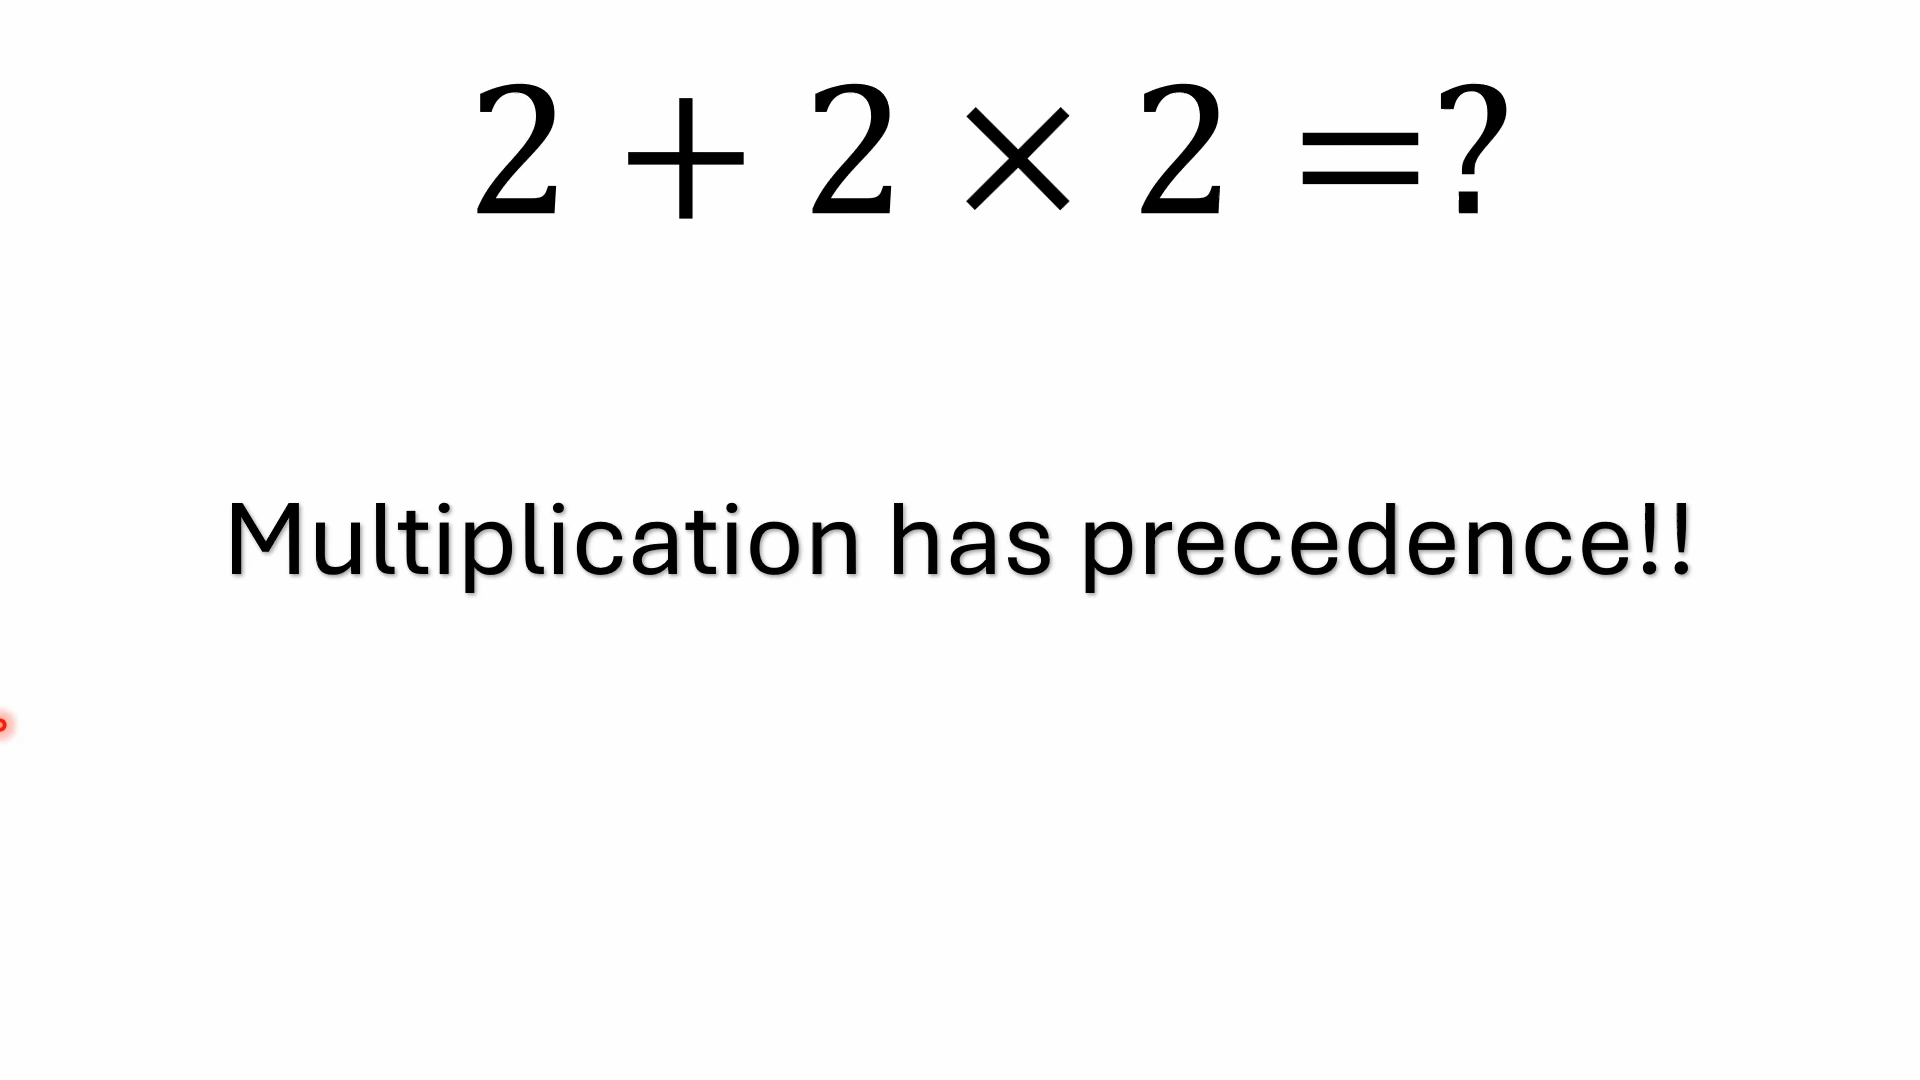 2 + 2 × 2 =?
Multiplication has precedence!!